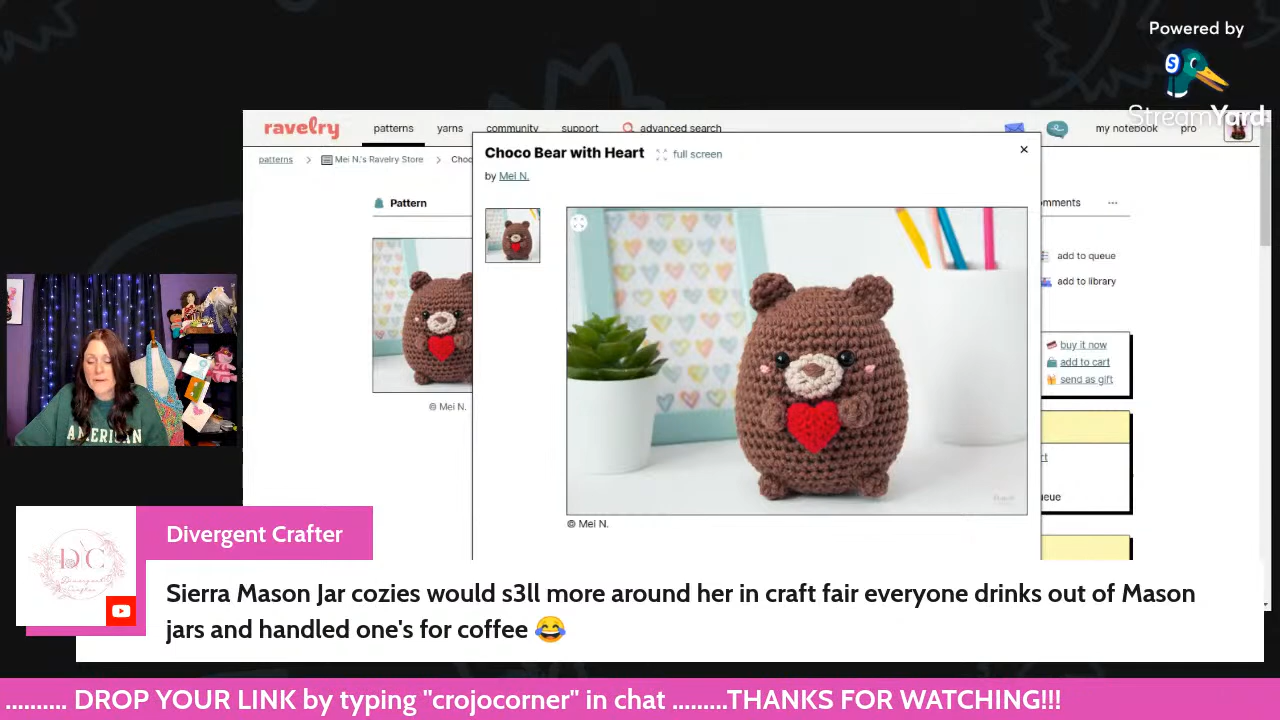 Powered by
StreamYard
ravelry
patterns yarns community support advanced search my notebook pro
patterns > Mei N.'s Ravelry Store > Choc
Choco Bear with Heart full screen ×
by Mei N.
Pattern
omments ...
add to queue
add to library
buy it now
add to cart
send as gift
rt
ueue
© Mei N.
© Mei N.
AMERICAN
D'C
Divergent Crafter
Sierra Mason Jar cozies would s3ll more around her in craft fair everyone drinks out of Mason
jars and handled one's for coffee 😂
.......... DROP YOUR LINK by typing "crojocorner" in chat .........THANKS FOR WATCHING!!!